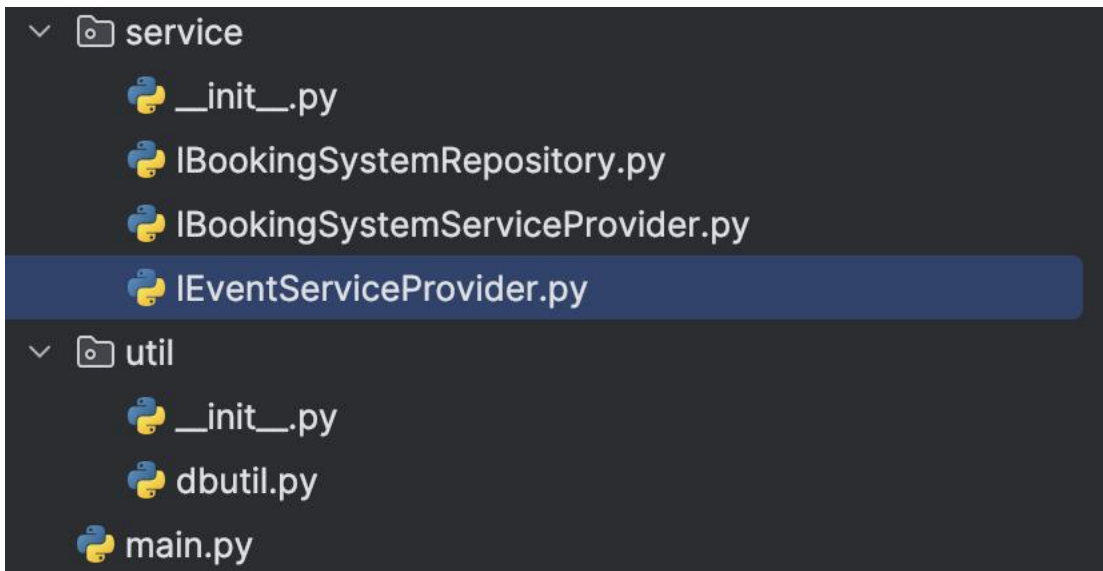 service
__init__.py
IBookingSystemRepository.py
IBookingSystemServiceProvider.py
IEventServiceProvider.py
util
__init__.py
dbutil.py
main.py